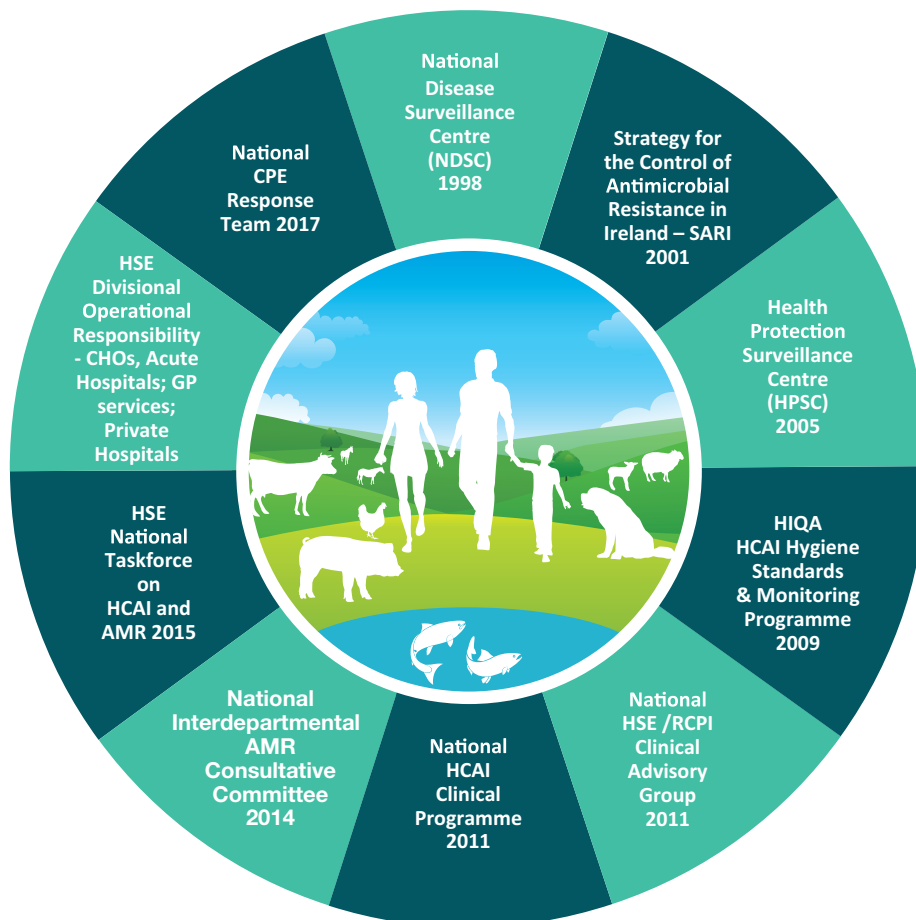 National
Disease
Surveillance
Centre
(NDSC)
1998
Strategy for
the Control of
Antimicrobial
Resistance in
Ireland – SARI
2001
Health
Protection
Surveillance
Centre
(HPSC)
2005
HIQA
HCAI Hygiene
Standards
& Monitoring
Programme
2009
National
HSE /RCPI
Clinical
Advisory
Group
2011
National
HCAI
Clinical
Programme
2011
National
Interdepartmental
AMR
Consultative
Committee
2014
HSE
National
Taskforce
on
HCAI and
AMR 2015
HSE
Divisional
Operational
Responsibility
- CHOs, Acute
Hospitals; GP
services;
Private
Hospitals
National
CPE
Response
Team 2017